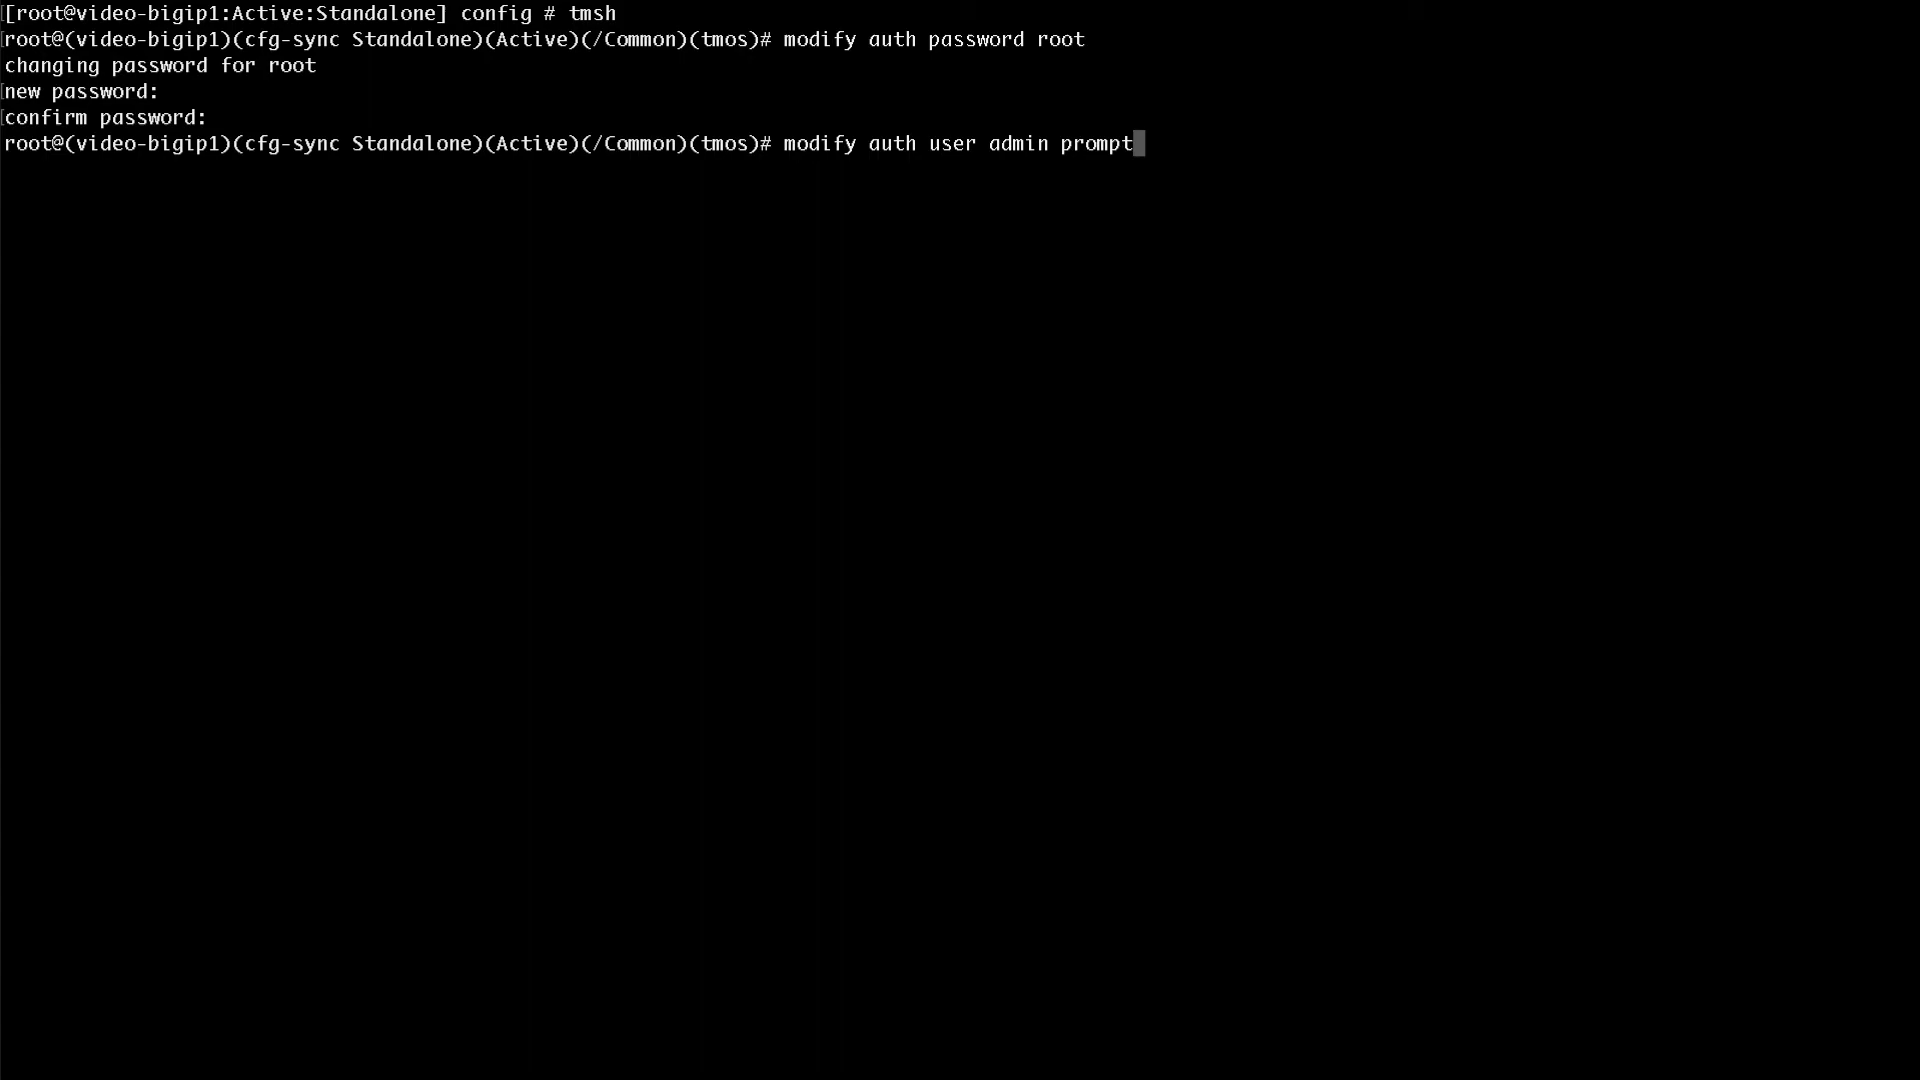 [root@video-bigip1:Active:Standalone] config # tmsh
root@(video-bigip1)(cfg-sync Standalone)(Active)(/Common)(tmos)# modify auth password root
changing password for root
new password:
confirm password:
root@(video-bigip1)(cfg-sync Standalone)(Active)(/Common)(tmos)# modify auth user admin prompt